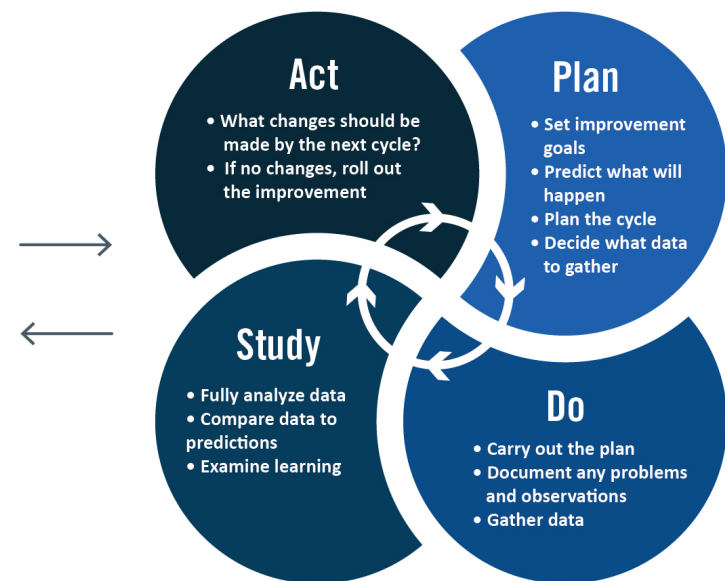 Act
• What changes should be
made by the next cycle?
• If no changes, roll out
the improvement
Plan
• Set improvement
goals
• Predict what will
happen
• Plan the cycle
• Decide what data
to gather
Study
• Fully analyze data
• Compare data to
predictions
• Examine learning
Do
• Carry out the plan
• Document any problems
and observations
• Gather data